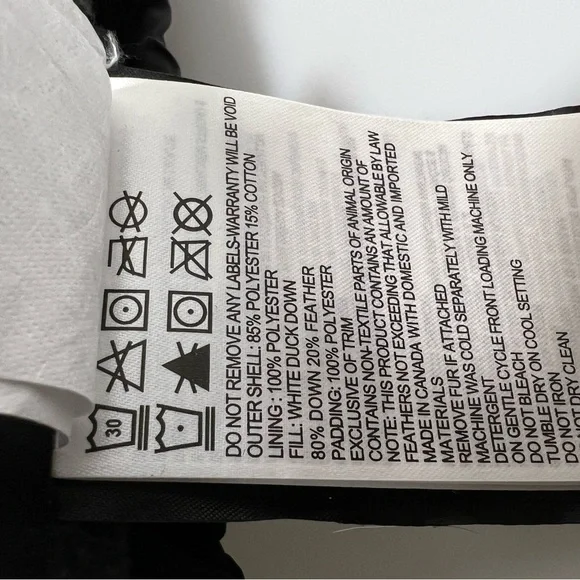 30
DO NOT REMOVE ANY LABELS-WARRANTY WILL BE VOID
OUTER SHELL: 85% POLYESTER 15% COTTON
LINING : 100% POLYESTER
FILL: WHITE DUCK DOWN
80% DOWN 20% FEATHER
PADDING: 100% POLYESTER
EXCLUSIVE OF TRIM
CONTAINS NON-TEXTILE PARTS OF ANIMAL ORIGIN
NOTE: THIS PRODUCT CONTAINS AN AMOUNT OF
FEATHERS NOT EXCEEDING THAT ALLOWABLE BY LAW
MADE IN CANADA WITH DOMESTIC AND IMPORTED
MATERIALS
REMOVE FUR IF ATTACHED
MACHINE WAS COLD SEPARATELY WITH MILD
DETERGENT
ON GENTLE CYCLE FRONT LOADING MACHINE ONLY
DO NOT BLEACH
TUMBLE DRY ON COOL SETTING
DO NOT IRON
DO NOT DRY CLEAN